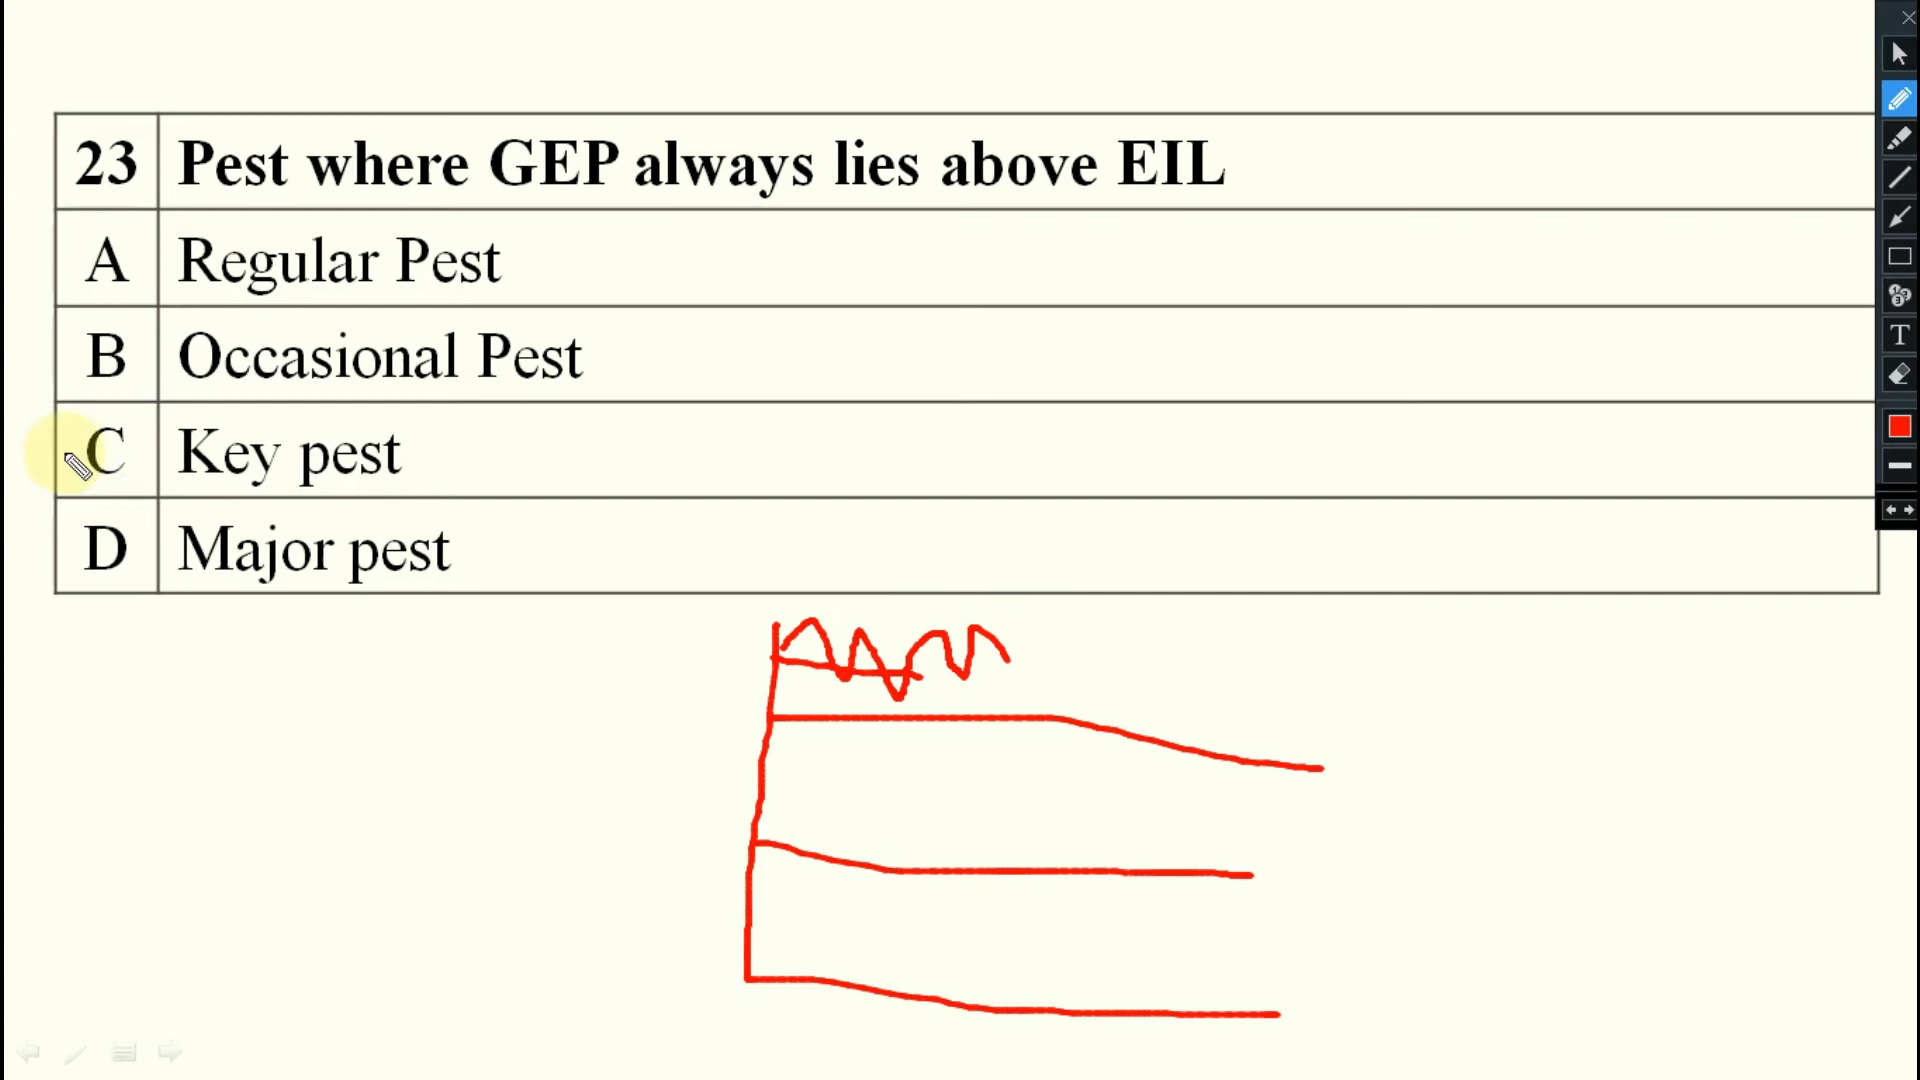 23 Pest where GEP always lies above EIL
A Regular Pest
B Occasional Pest
C Key pest
D Major pest
T